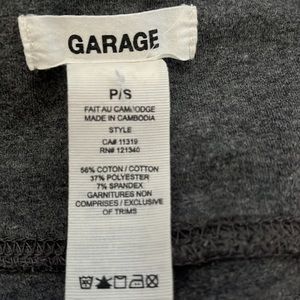 GARAGE
P/S
FAIT AU CAMBODGE
MADE IN CAMBODIA
STYLE
CA# 11319
RN# 121340
56% COTON / COTTON
37% POLYESTER
7% SPANDEX
GARNITURES NON
COMPRISES / EXCLUSIVE
OF TRIMS